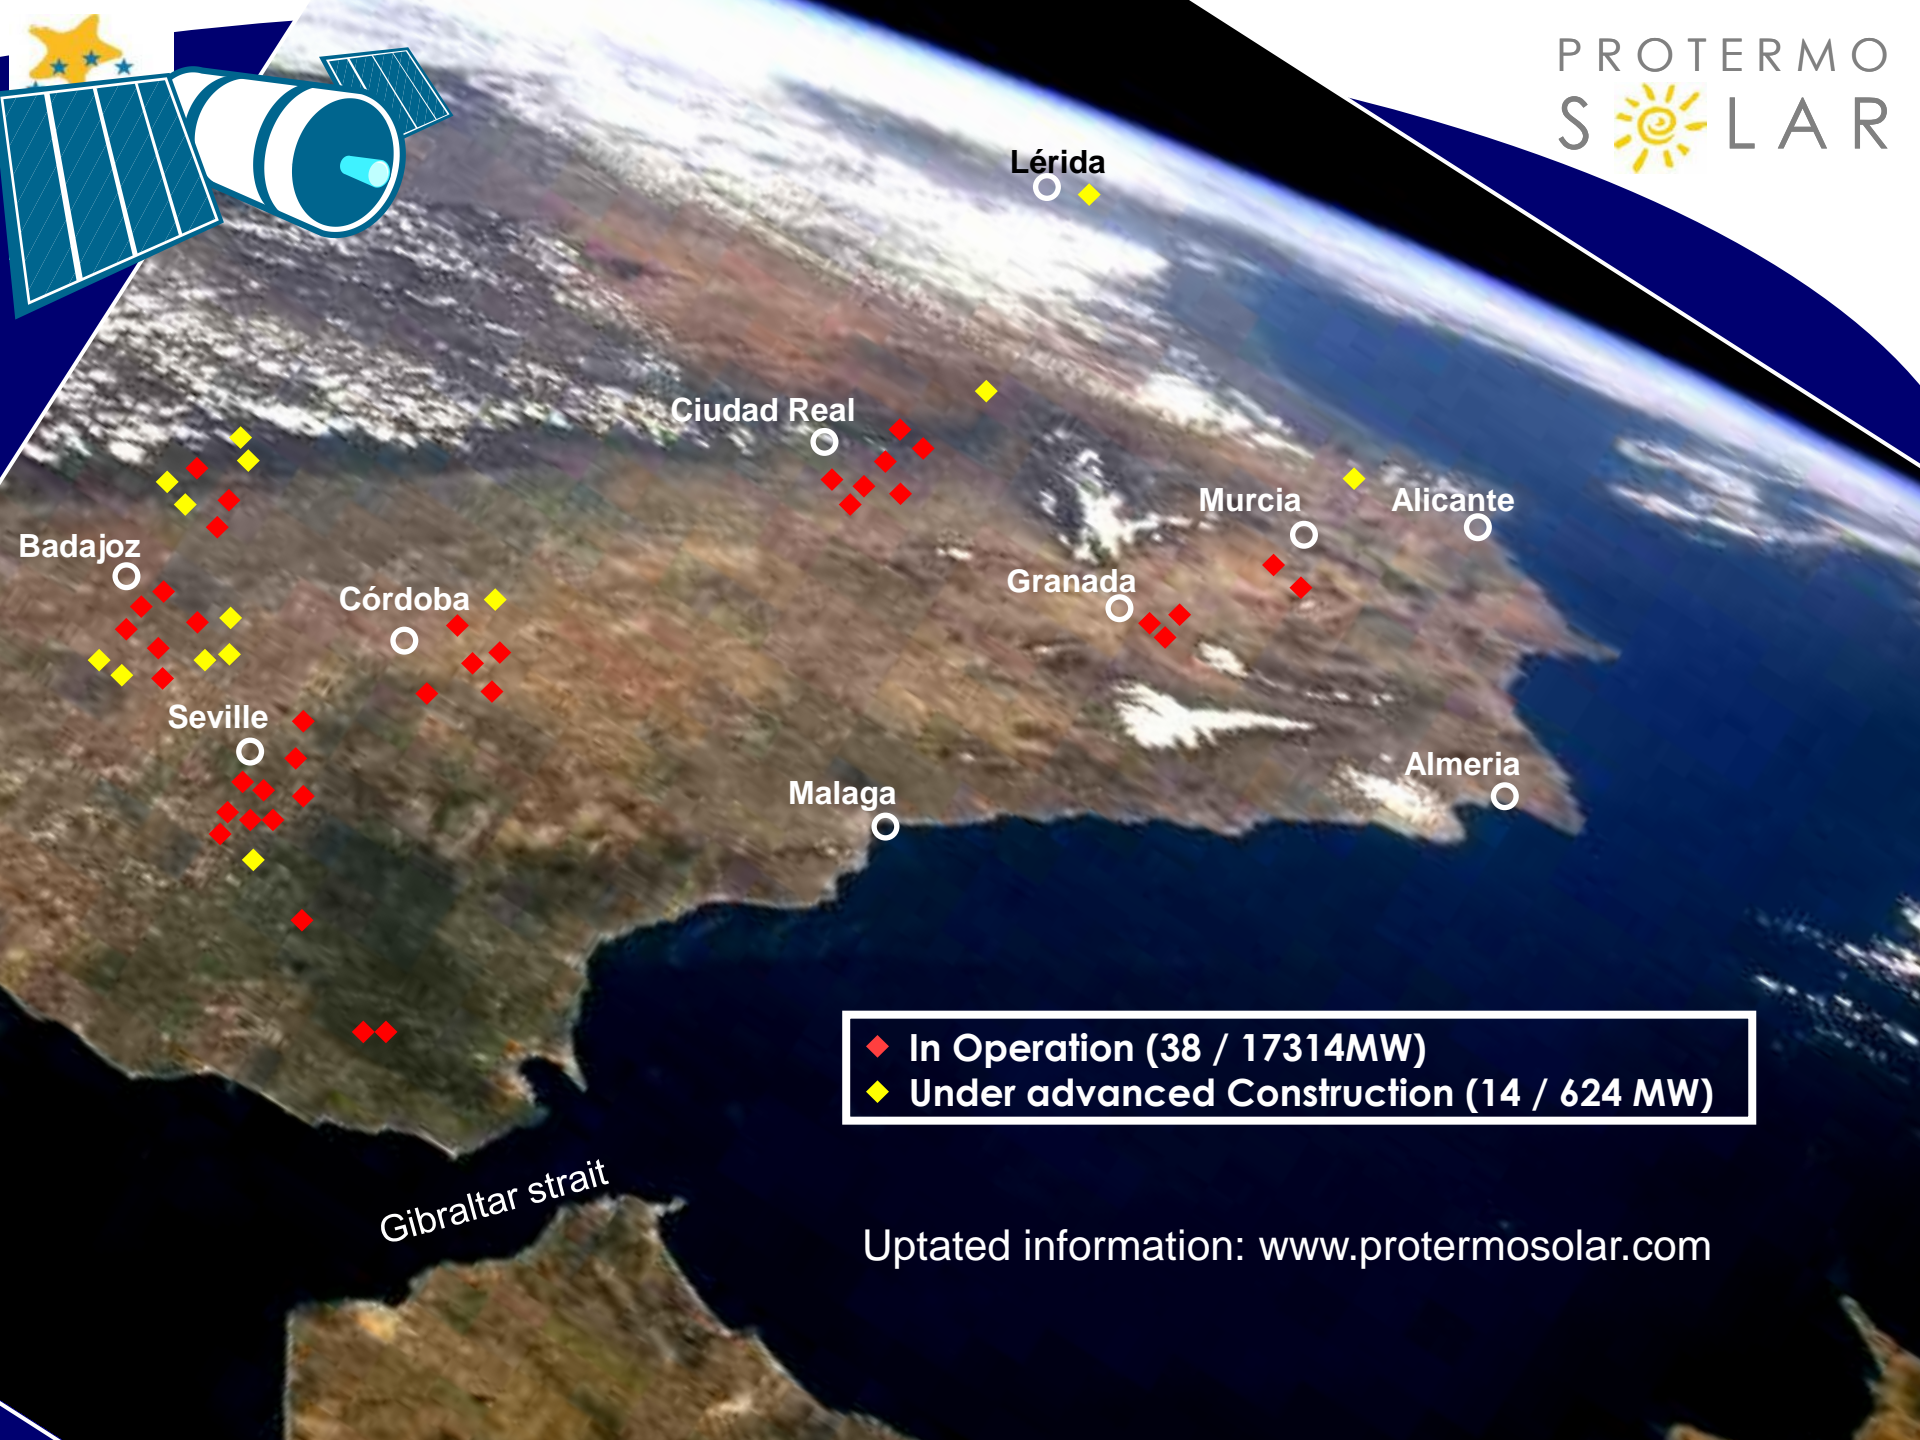 PROTERMO
SOLAR
Lérida
Ciudad Real
Murcia
Alicante
Badajoz
Córdoba
Granada
Seville
Almeria
Malaga
In Operation (38 / 17314MW)
Under advanced Construction (14 / 624 MW)
Gibraltar strait
Uptated information: www.protermosolar.com